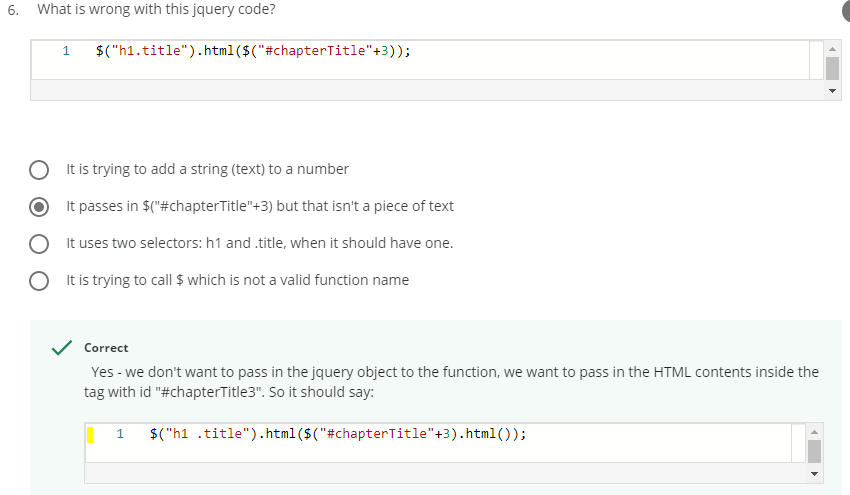 6. What is wrong with this jquery code?
1 $("h1.title").html($("#chapterTitle"+3));
It is trying to add a string (text) to a number
It passes in $("#chapterTitle"+3) but that isn't a piece of text
It uses two selectors: h1 and .title, when it should have one.
It is trying to call $ which is not a valid function name
Correct
Yes - we don't want to pass in the jquery object to the function, we want to pass in the HTML contents inside the
tag with id "#chapterTitle3". So it should say:
1 $("h1 .title").html($("#chapterTitle"+3).html());